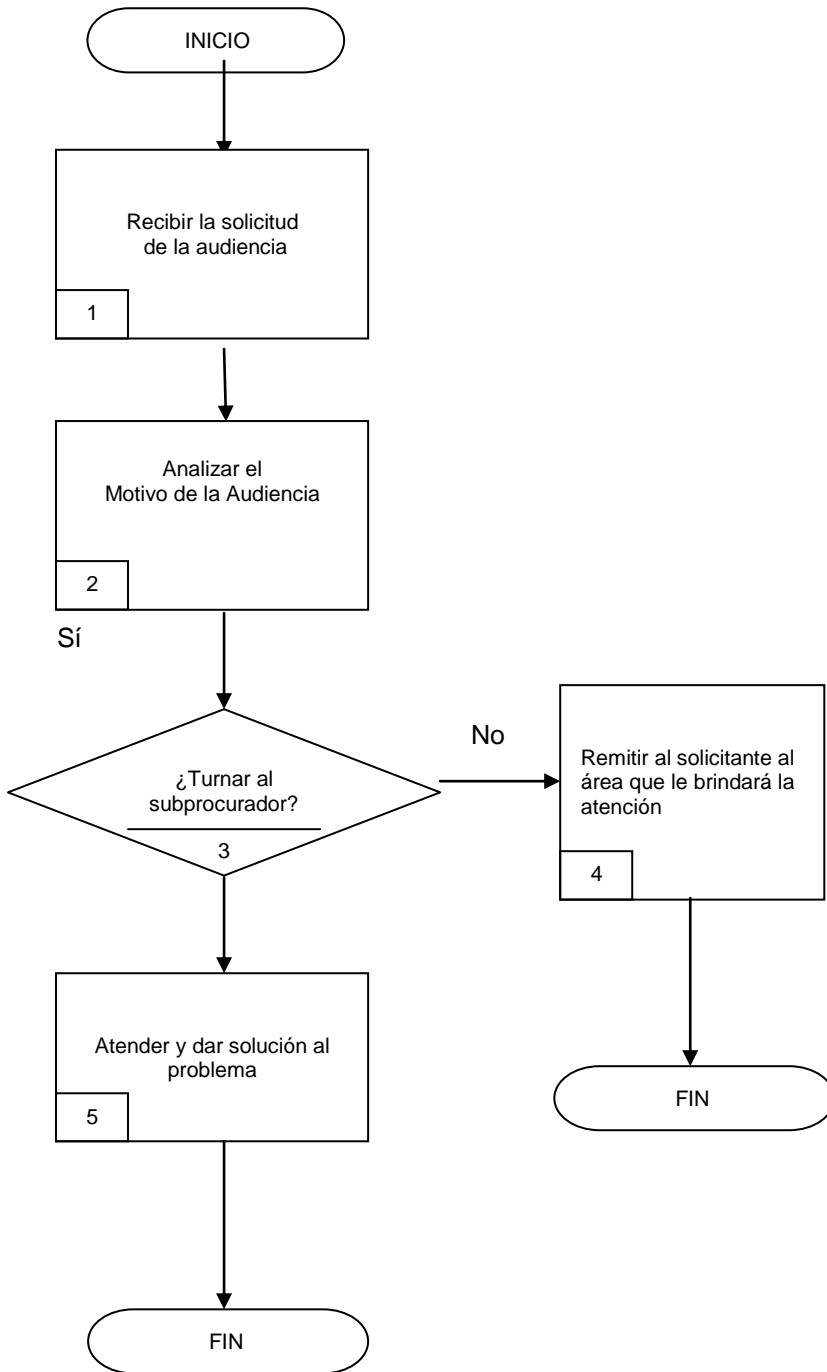 INICIO
Recibir la solicitud
de la audiencia
1
Analizar el
Motivo de la Audiencia
2
Sí
¿Turnar al
subprocurador?
3
No
Remitir al solicitante al
área que le brindará la
atención
4
Atender y dar solución al
problema
5
FIN
FIN